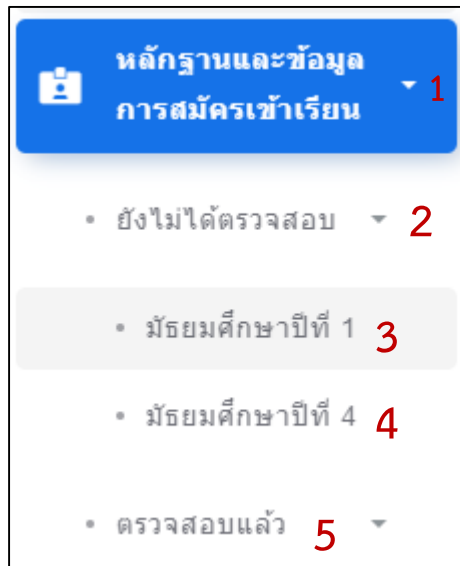 หลักฐานและข้อมูล
การสมัครเข้าเรียน 1
ยังไม่ได้ตรวจสอบ 2
มัธยมศึกษาปีที่ 1 3
มัธยมศึกษาปีที่ 4 4
ตรวจสอบแล้ว 5